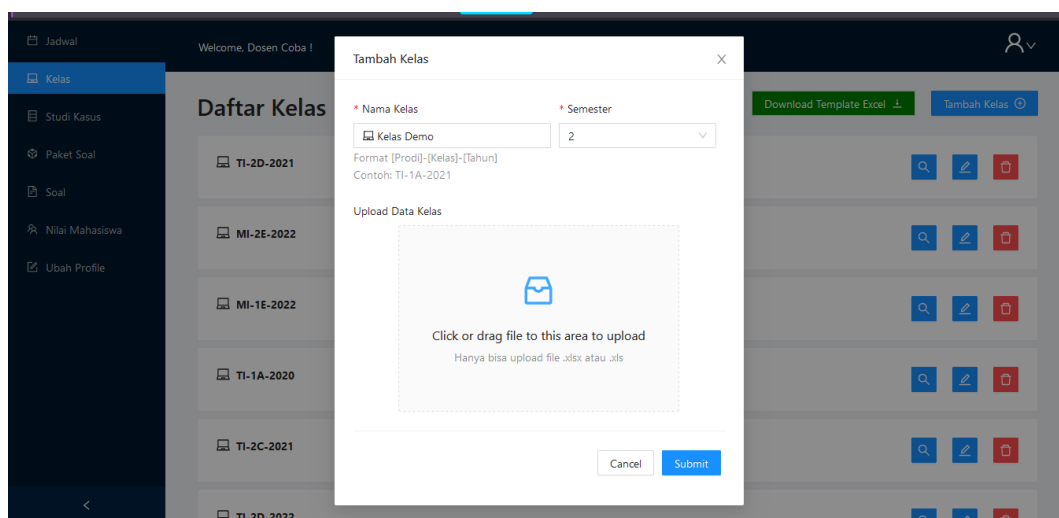 Jadwal
Welcome, Dosen Coba !
Kelas
Studi Kasus
Paket Soal
Soal
Nilai Mahasiswa
Ubah Profile
Daftar Kelas
Download Template Excel
Tambah Kelas
TI-2D-2021
MI-2E-2022
MI-1E-2022
TI-1A-2020
TI-2C-2021
TI-2D-2022
Tambah Kelas
* Nama Kelas
* Semester
Kelas Demo
2
Format [Prodi]-[Kelas]-[Tahun]
Contoh: TI-1A-2021
Upload Data Kelas
Click or drag file to this area to upload
Hanya bisa upload file .xlsx atau .xls
Cancel
Submit